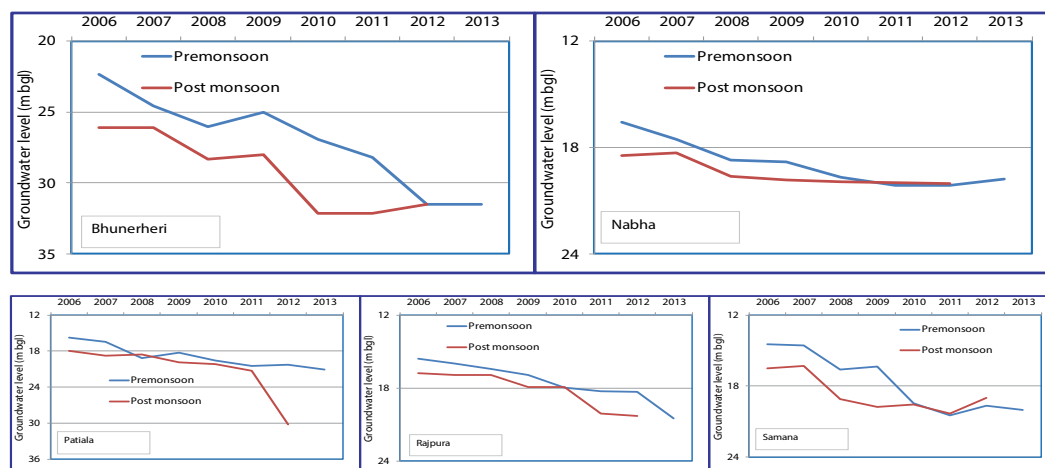 2006 2007 2008 2009 2010 2011 2012 2013
20
25
30
35
Groundwater level (m bgl)
Premonsoon
Post monsoon
Bhunerheri
2006 2007 2008 2009 2010 2011 2012 2013
12
18
24
Groundwater level (m bgl)
Premonsoon
Post monsoon
Nabha
2006 2007 2008 2009 2010 2011 2012 2013
12
18
24
30
36
Groundwater level (m bgl)
Premonsoon
Post monsoon
Patiala
2006 2007 2008 2009 2010 2011 2012 2013
12
18
24
Groundwater level (m bgl)
Premonsoon
Post monsoon
Rajpura
2006 2007 2008 2009 2010 2011 2012 2013
12
18
24
Groundwater level (m bgl)
Premonsoon
Post monsoon
Samana